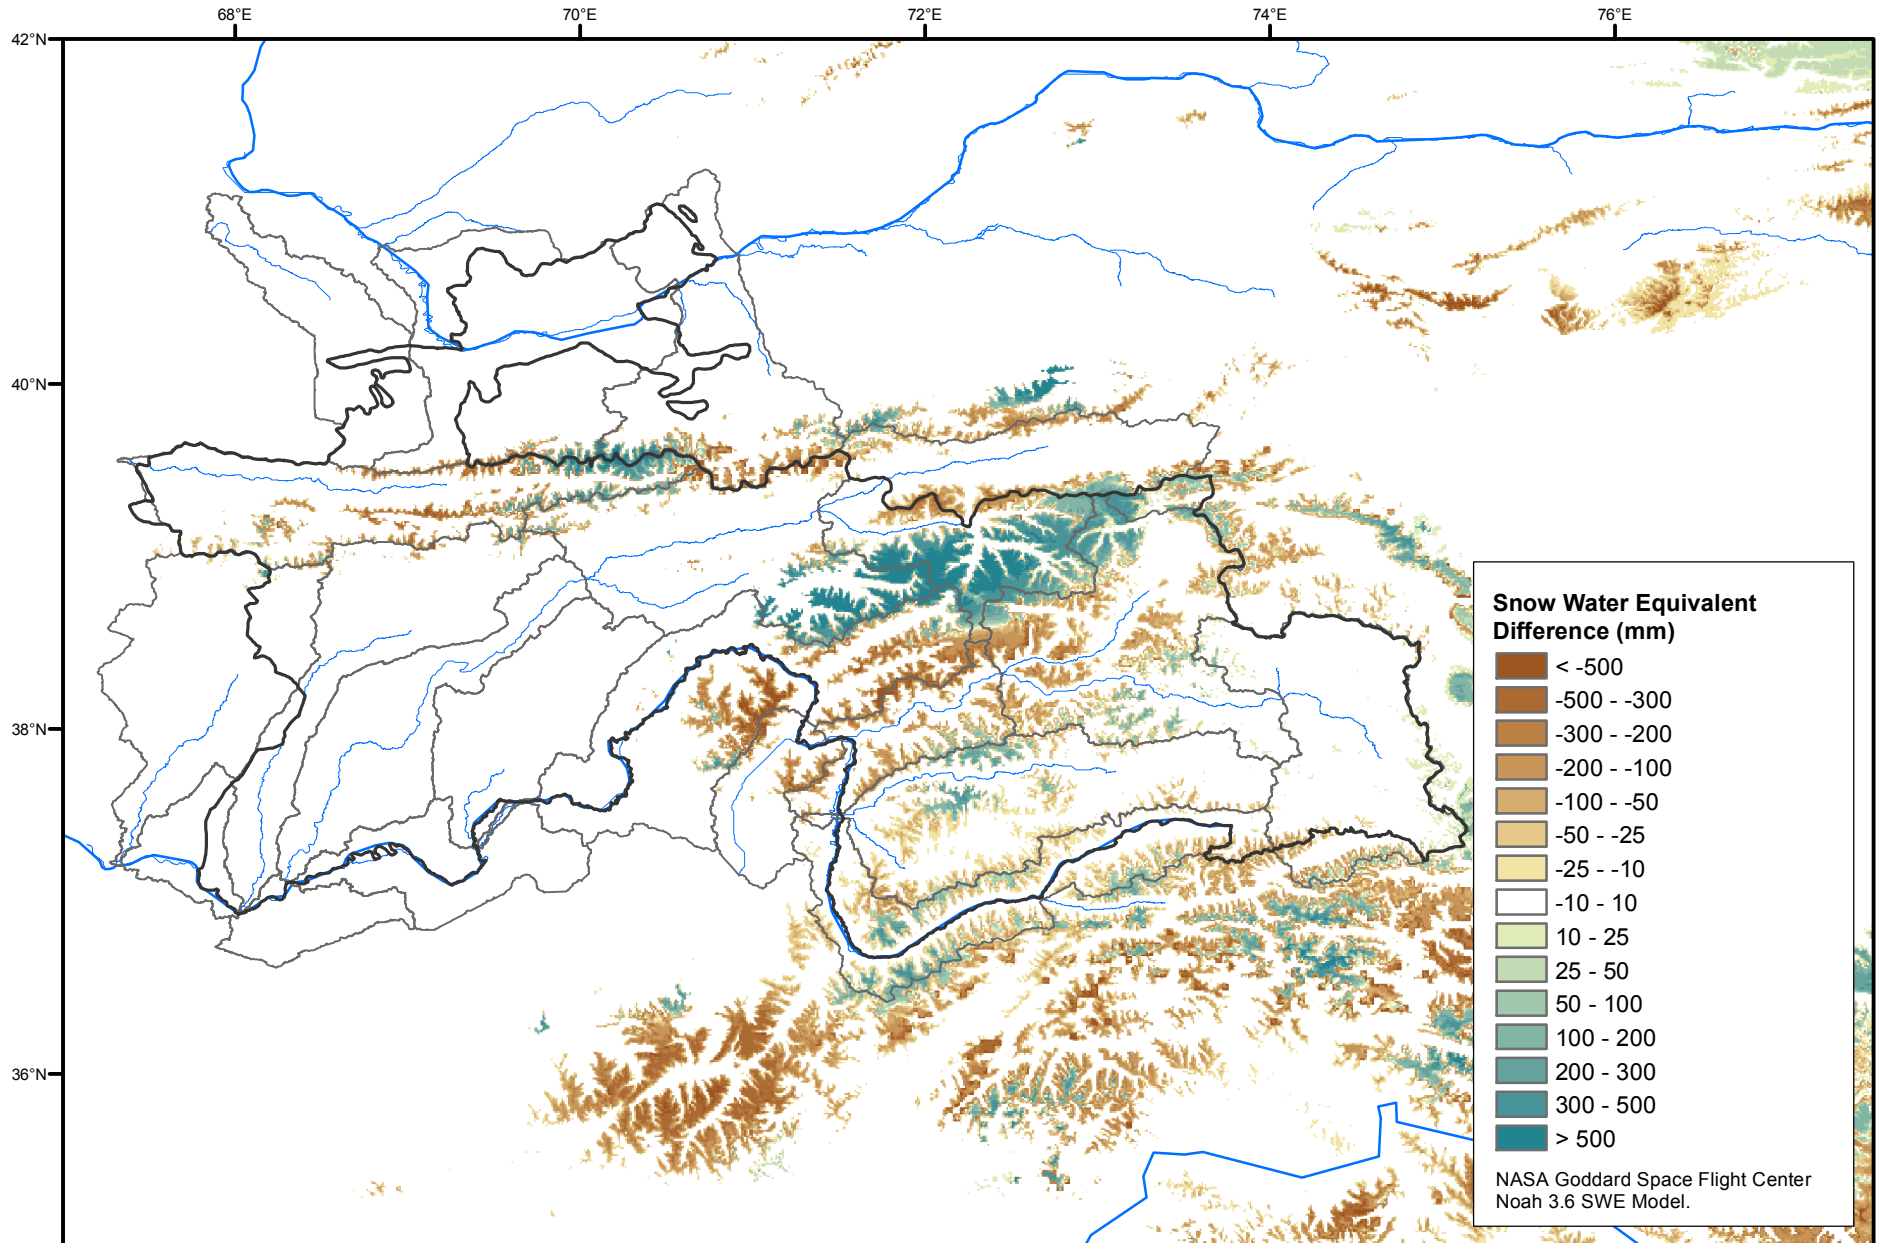 68°E 70°E 72°E 74°E 76°E
42°N
40°N
38°N
36°N
Snow Water Equivalent
Difference (mm)
< -500
-500 - -300
-300 - -200
-200 - -100
-100 - -50
-50 - -25
-25 - -10
-10 - 10
10 - 25
25 - 50
50 - 100
100 - 200
200 - 300
300 - 500
> 500
NASA Goddard Space Flight Center
Noah 3.6 SWE Model.